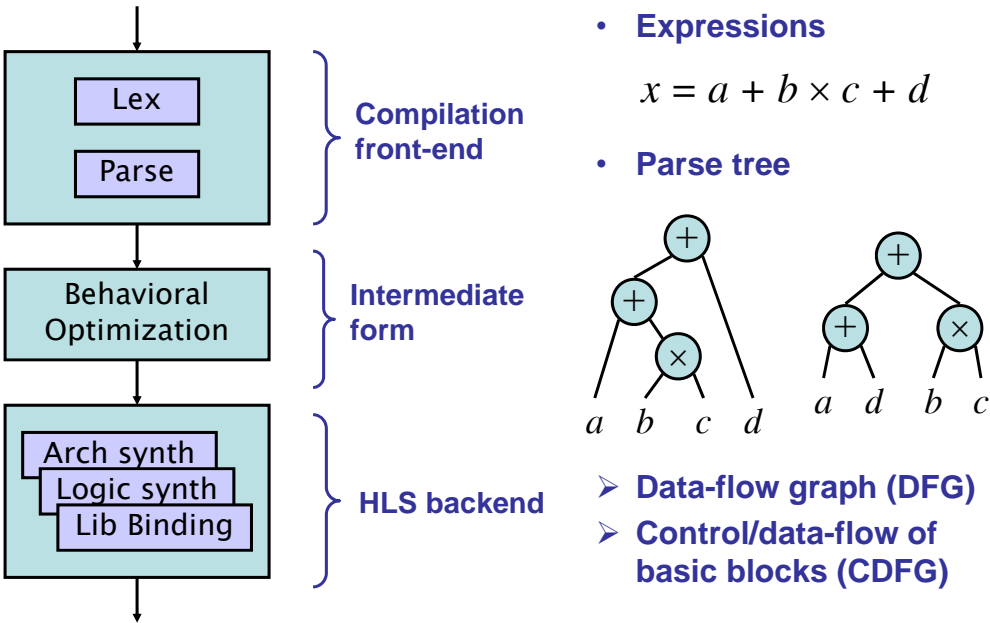 Lex
Parse
Compilation
front-end
Behavioral
Optimization
Intermediate
form
Arch synth
Logic synth
Lib Binding
HLS backend
• Expressions
x = a + b × c + d
• Parse tree
+
+
×
a b c d
+
+ ×
a d b c
➢ Data-flow graph (DFG)
➢ Control/data-flow of
basic blocks (CDFG)